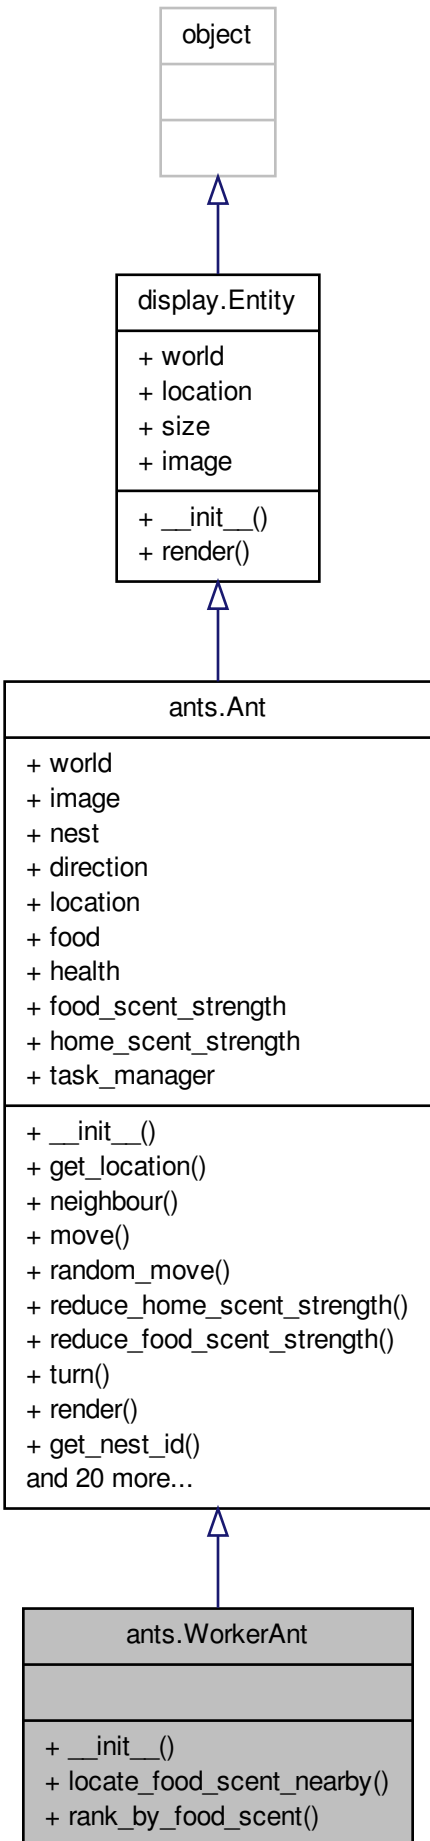 object
display.Entity
+ world
+ location
+ size
+ image
+ __init__()
+ render()
ants.Ant
+ world
+ image
+ nest
+ direction
+ location
+ food
+ health
+ food_scent_strength
+ home_scent_strength
+ task_manager
+ __init__()
+ get_location()
+ neighbour()
+ move()
+ random_move()
+ reduce_home_scent_strength()
+ reduce_food_scent_strength()
+ turn()
+ render()
+ get_nest_id()
and 20 more...
ants.WorkerAnt
+ __init__()
+ locate_food_scent_nearby()
+ rank_by_food_scent()